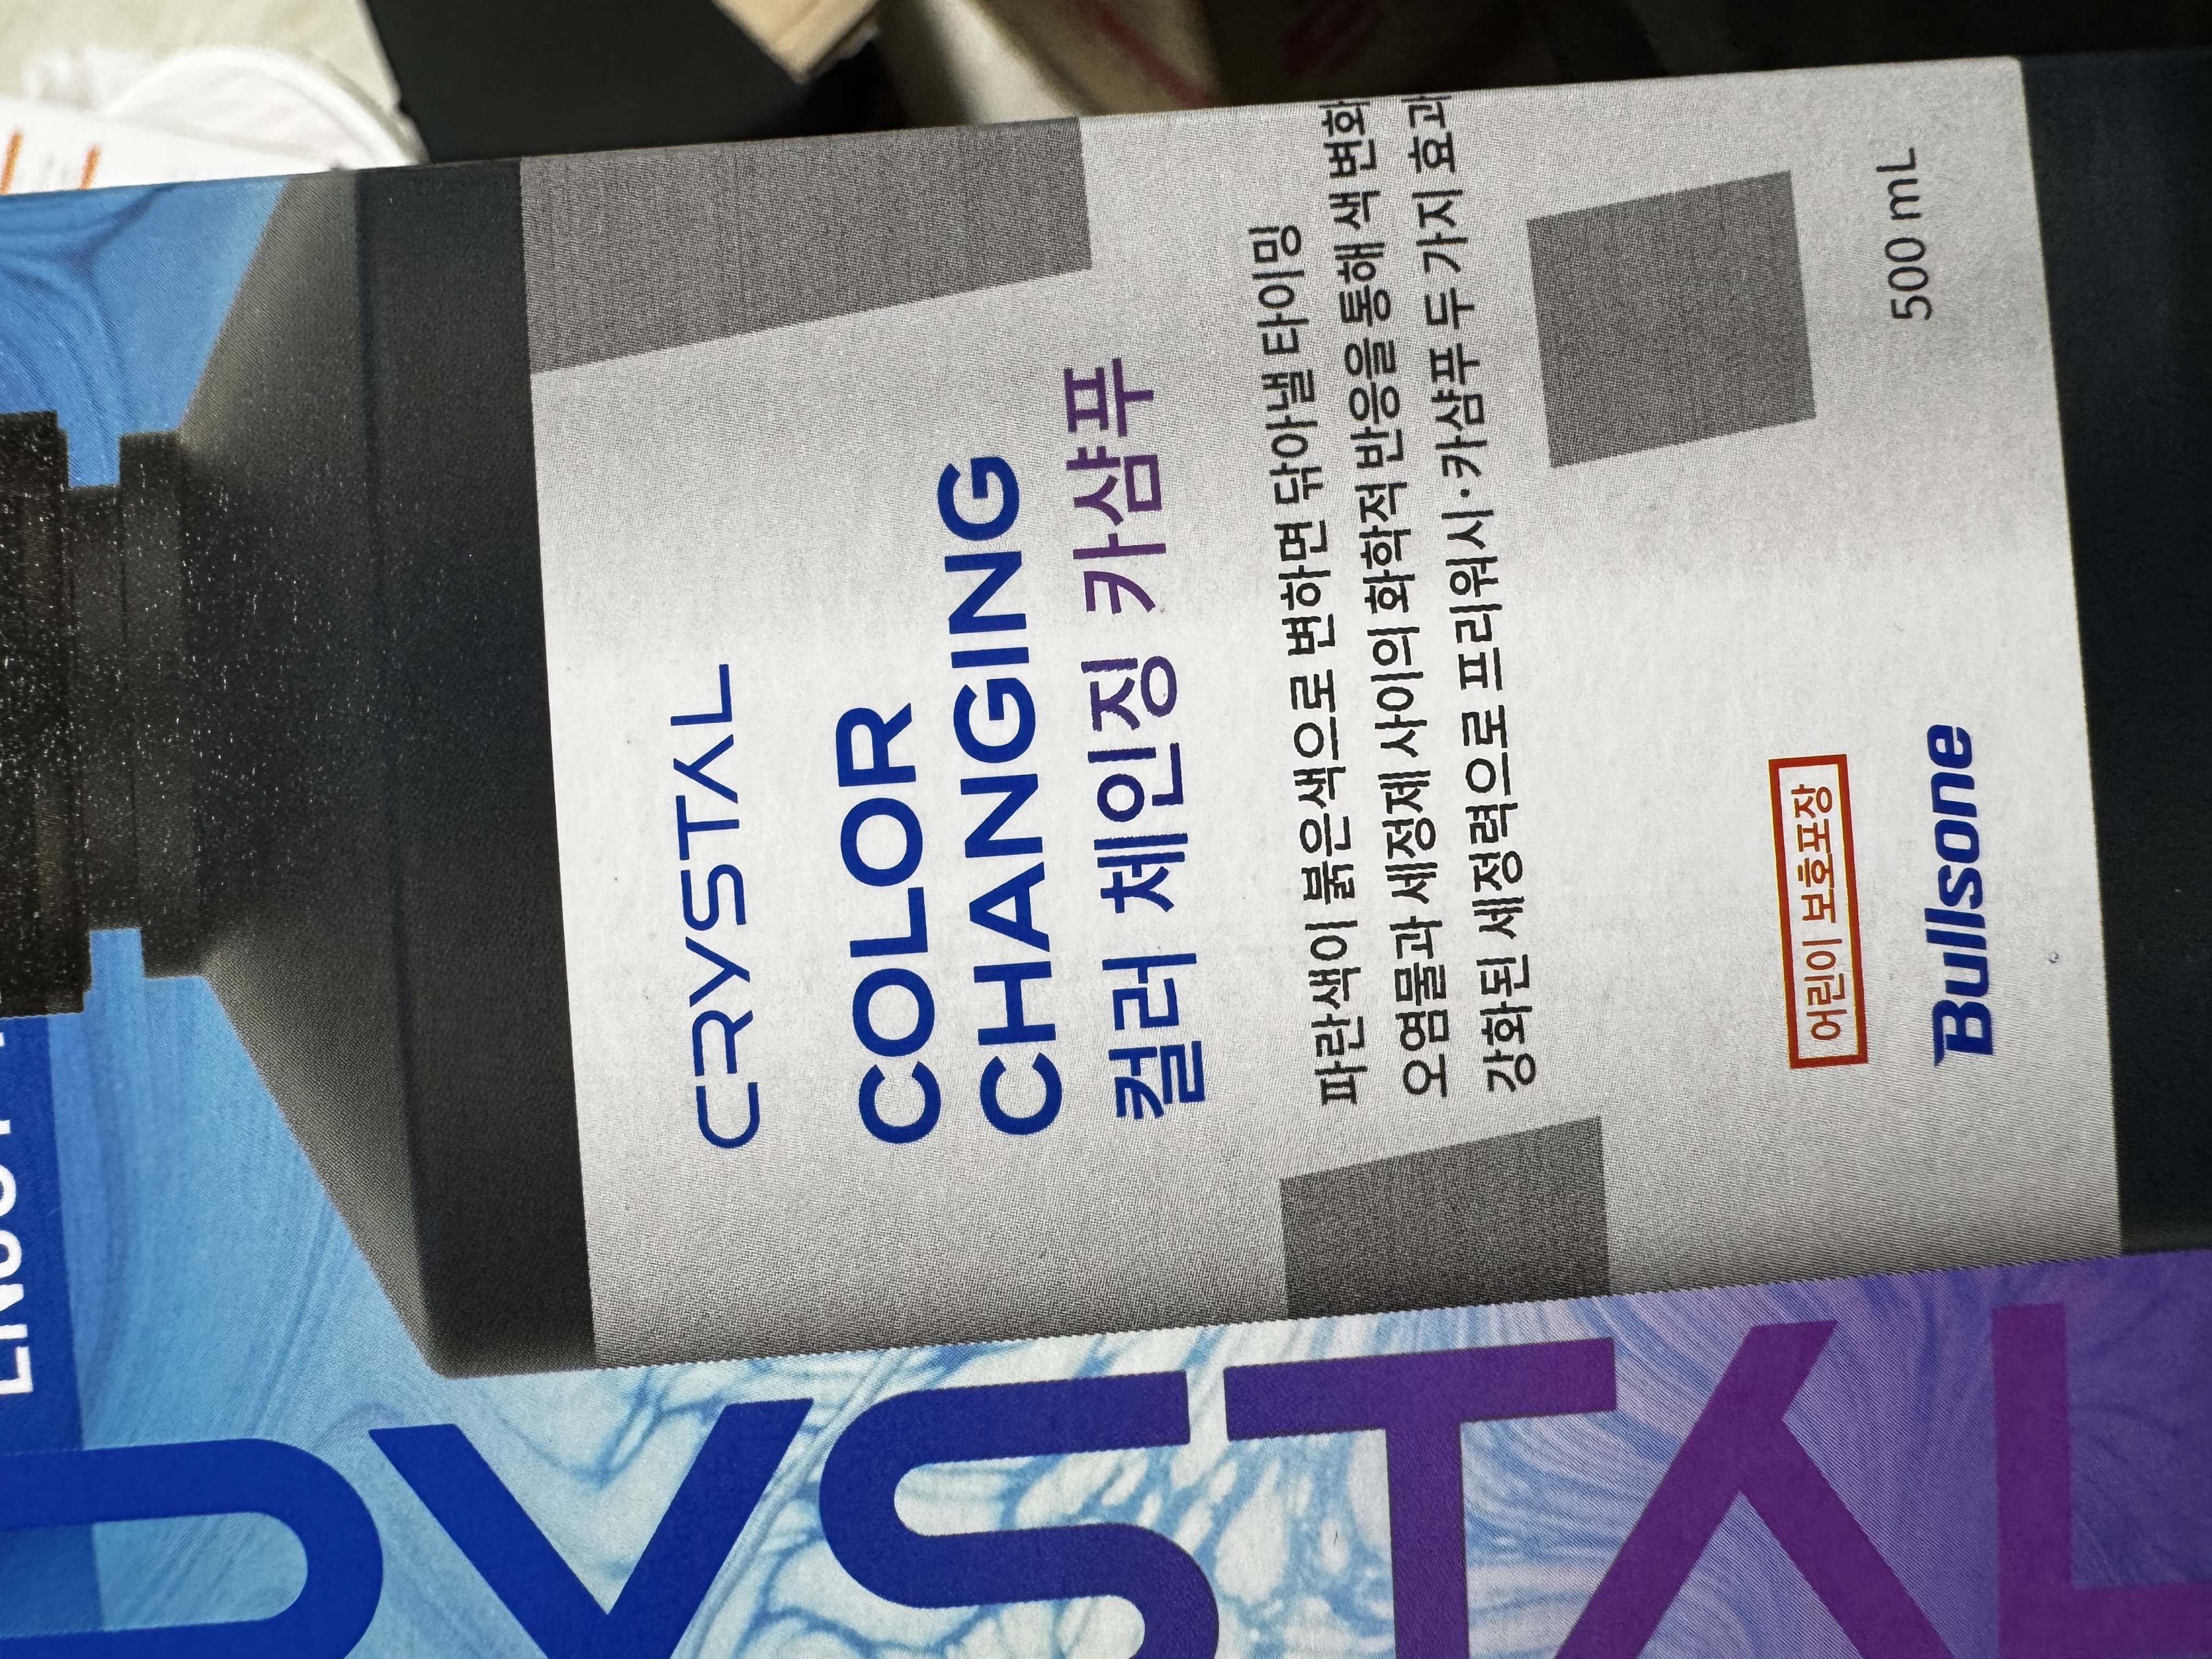 CRYSTAL
COLOR
CHANGING
컬러 체인징 카샴푸
파란색이 붉은색으로 변하면 닦아낼 타이밍
오염물과 세정제 사이의 화학적 반응을 통해 색 변화
강화된 세정력으로 프리워시·카샴푸 두 가지 효과
어린이 보호포장
Bullsone
500 mL
RYSTAL